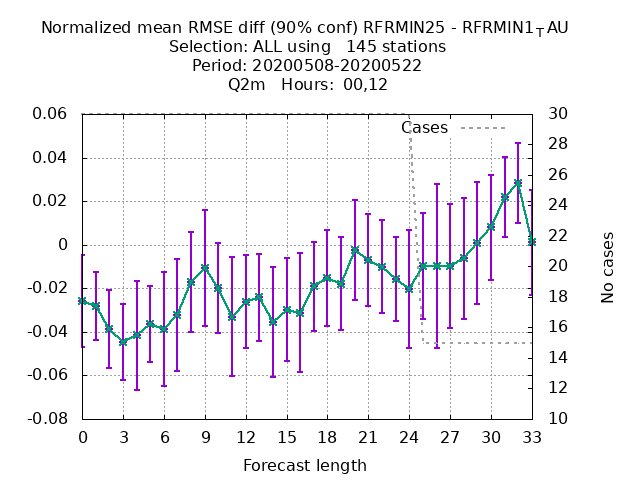 Normalized mean RMSE diff (90% conf) RFRMIN25 - RFRMIN1_TAU
Selection: ALL using   145 stations
Period: 20200508-20200522
Q2m   Hours:  00,12
Cases
0.06
0.04
0.02
0
-0.02
-0.04
-0.06
-0.08
30
28
26
24
22
20
18
16
14
12
10
No cases
0 3 6 9 12 15 18 21 24 27 30 33
Forecast length